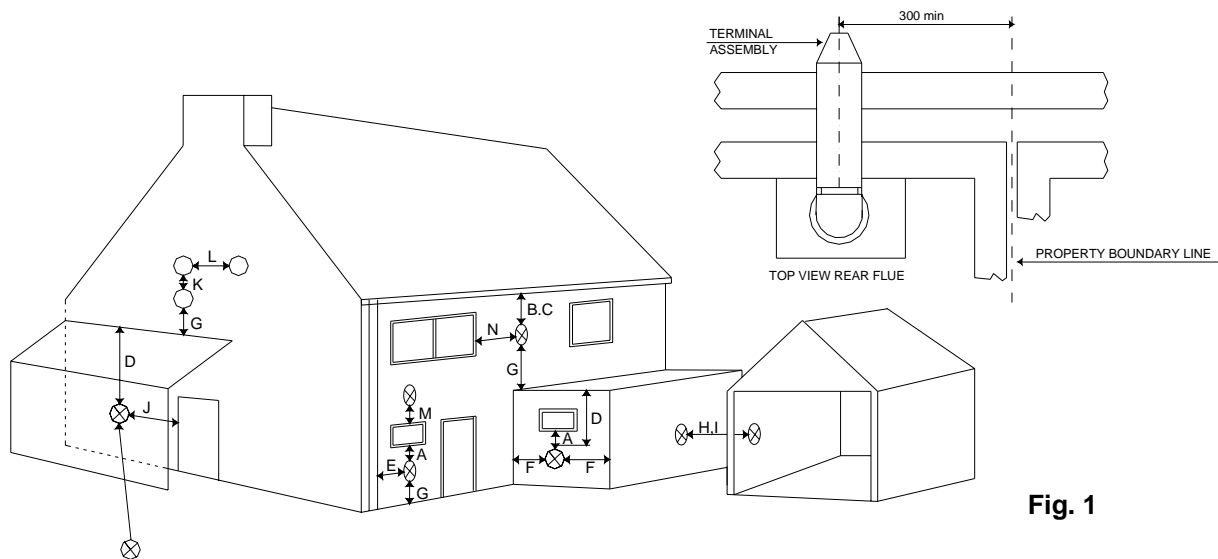 300 min
TERMINAL
ASSEMBLY
PROPERTY BOUNDARY LINE
TOP VIEW REAR FLUE
L
K
G
D
J
B.C
N
G
M
A
E
G
D
A
F
F
H,I
Fig. 1